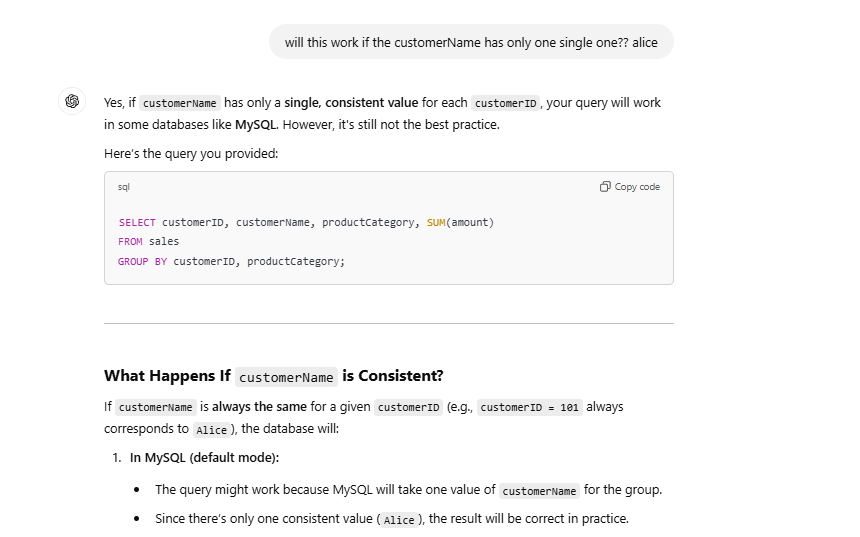 will this work if the customerName has only one single one?? alice
Yes, if customerName has only a single, consistent value for each customerID, your query will work
in some databases like MySQL. However, it's still not the best practice.
Here's the query you provided:
sql
Copy code
SELECT customerID, customerName, productCategory, SUM(amount)
FROM sales
GROUP BY customerID, productCategory;
What Happens If customerName is Consistent?
If customerName is always the same for a given customerID (e.g., customerID = 101 always
corresponds to Alice), the database will:
1. In MySQL (default mode):
• The query might work because MySQL will take one value of customerName for the group.
• Since there's only one consistent value (Alice), the result will be correct in practice.